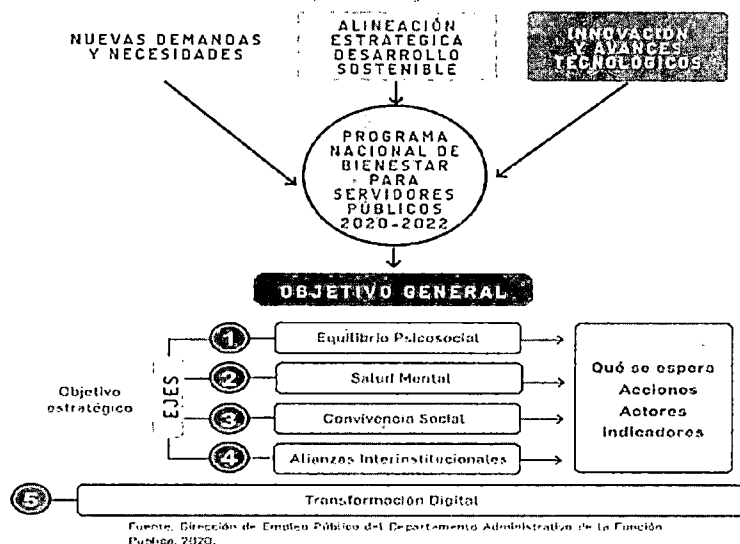 NUEVAS DEMANDAS
Y NECESIDADES
ALINEACIÓN
ESTRATÉGICA
DESARROLLO
SOSTENIBLE
INNOVACIÓN
Y AVANCES
TECNOLÓGICOS
PROGRAMA
NACIONAL DE
BIENESTAR
PARA
SERVIDORES
PÚBLICOS
2020-2022
OBJETIVO GENERAL
Objetivo
estratégico
EJES
1
Equilibrio Psicosocial
2
Salud Mental
3
Convivencia Social
4
Alianzas Interinstitucionales
Qué se espera
Acciones
Actores
Indicadores
5
Transformación Digital
Fuente: Dirección de Empleo Público del Departamento Administrativo de la Función
Pública, 2020.